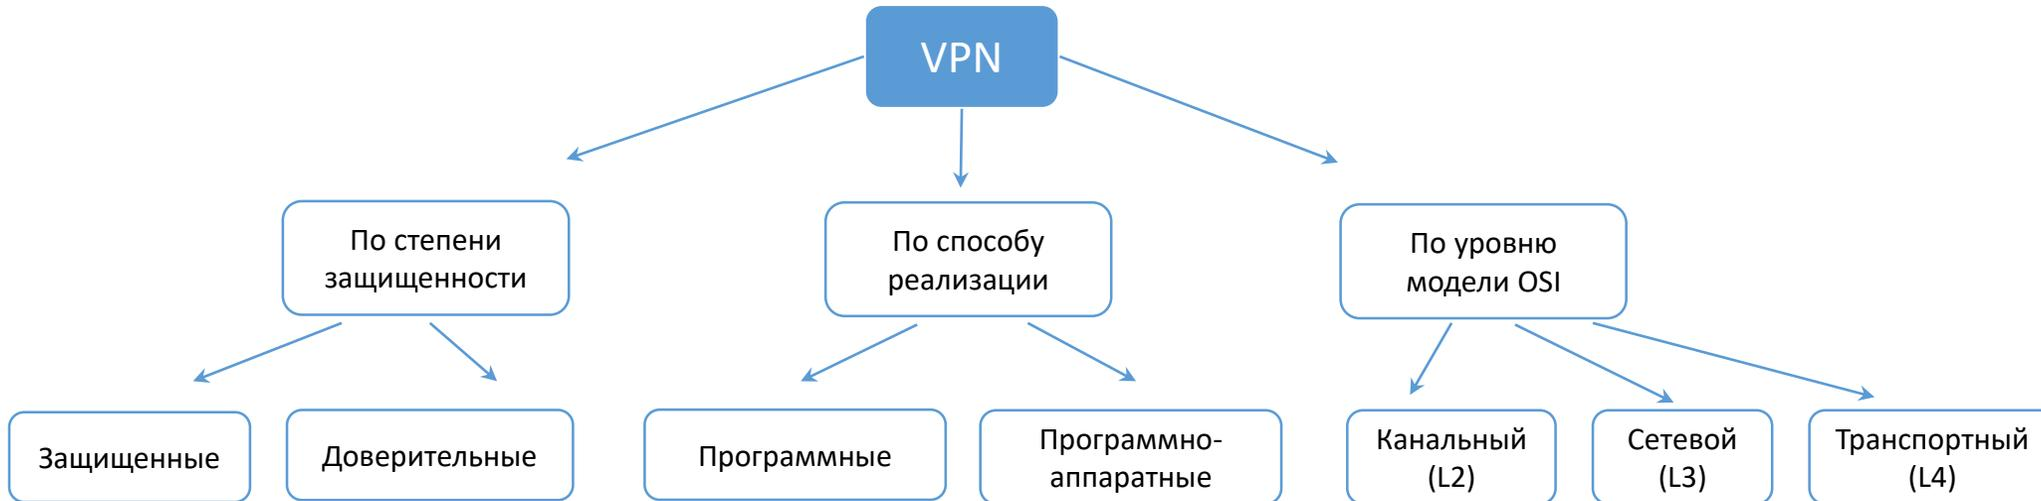 VPN
По степени
защищенности
По способу
реализации
По уровню
модели OSI
Защищенные
Доверительные
Программные
Программно-
аппаратные
Канальный
(L2)
Сетевой
(L3)
Транспортный
(L4)